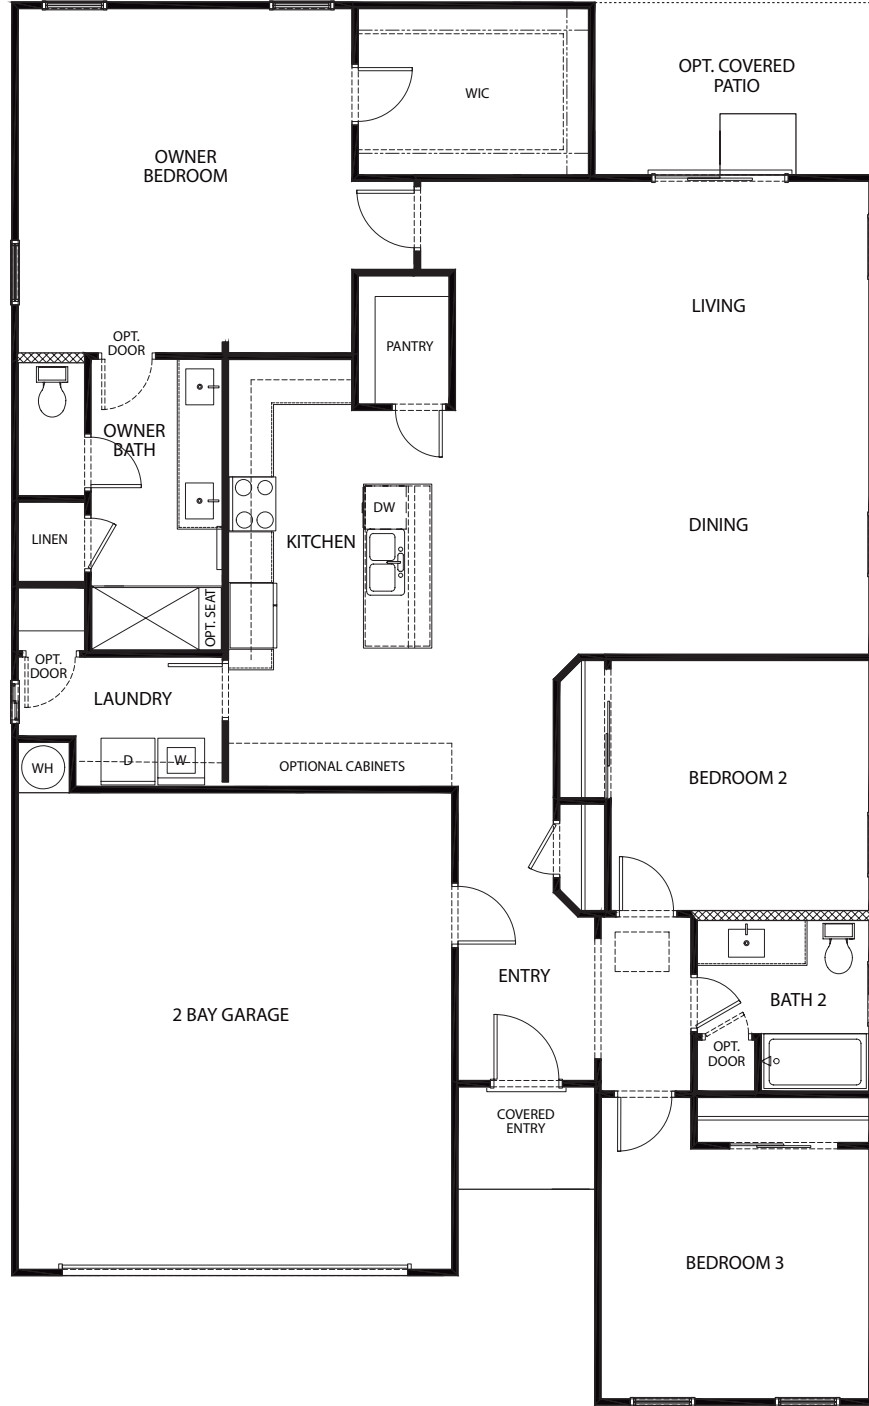 OPT. COVERED
PATIO
WIC
OWNER
BEDROOM
LIVING
OPT.
DOOR
PANTRY
OWNER
BATH
DW
DINING
LINEN
KITCHEN
OPT. SEAT
OPT.
DOOR
LAUNDRY
WH
D
W
OPTIONAL CABINETS
BEDROOM 2
ENTRY
BATH 2
2 BAY GARAGE
OPT.
DOOR
COVERED
ENTRY
BEDROOM 3